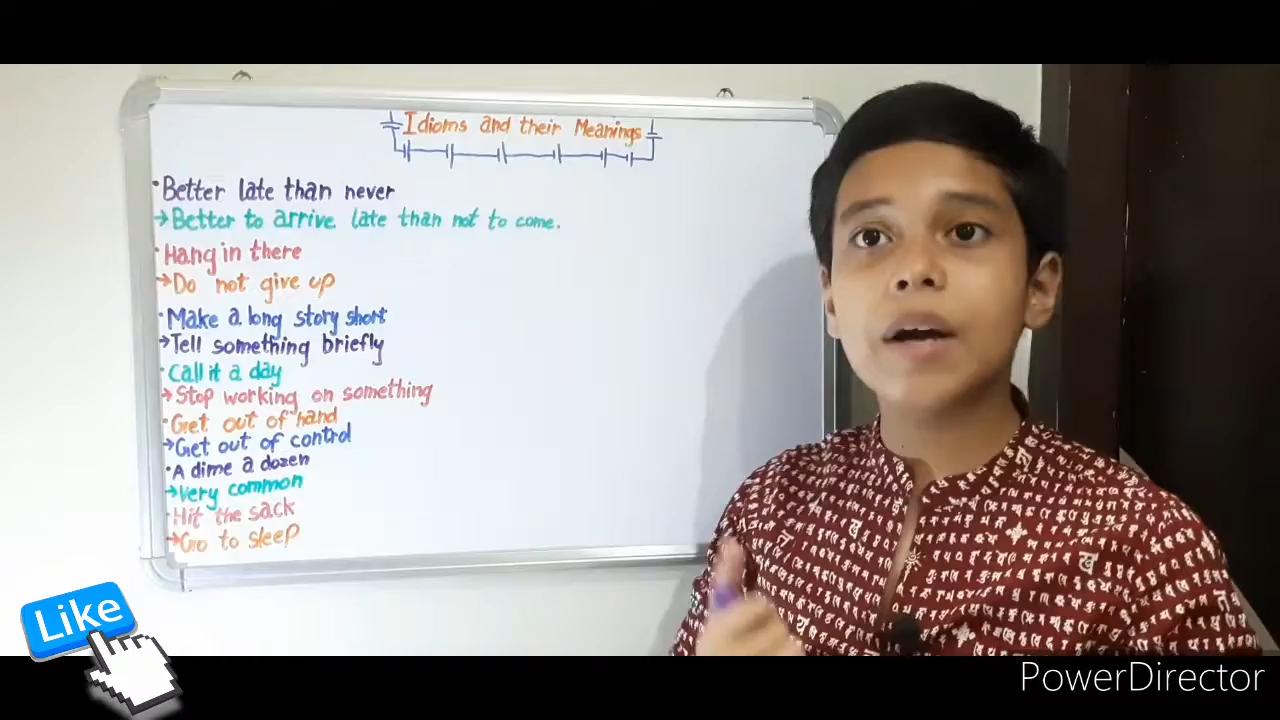 Idioms and their Meanings
• Better late than never
→ Better to arrive late than not to come.
• Hang in there
→ Do not give up
• Make a long story short
→ Tell something briefly
• Call it a day
→ Stop working on something
• Get out of hand
→ Get out of control
• A dime a dozen
→ Very common
• Hit the sack
→ Go to sleep
Like
PowerDirector